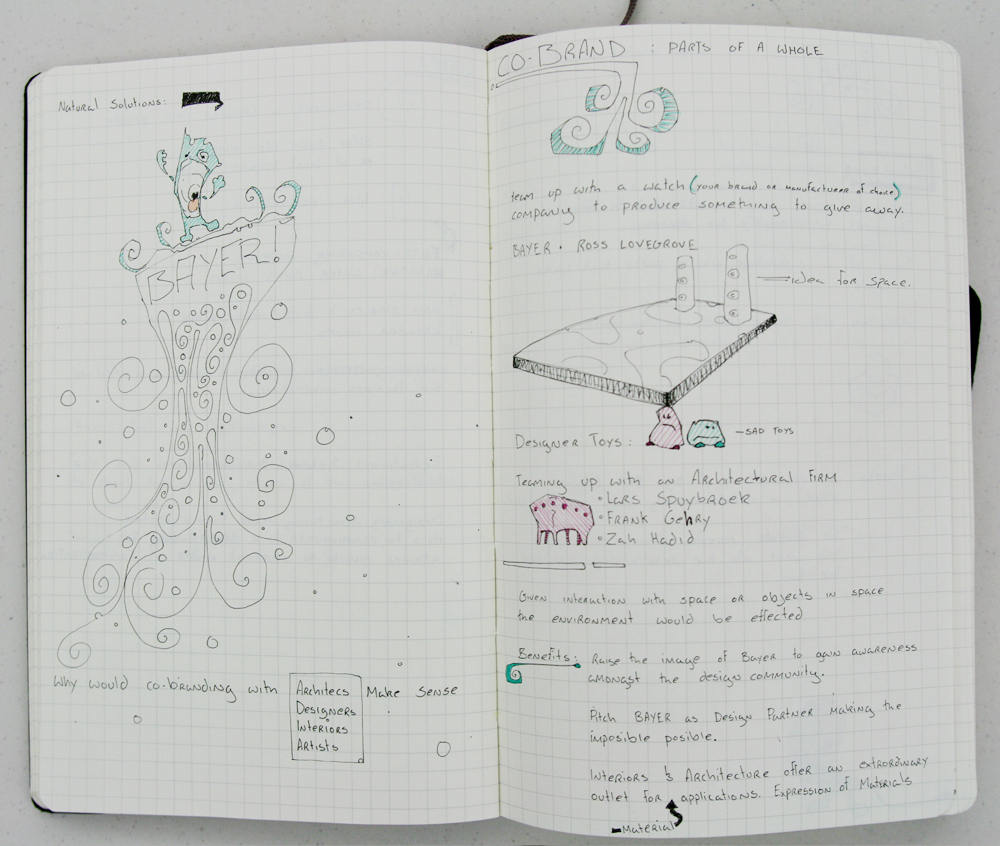 Natural Solutions:
BAYER!
Why would co-branding with Architecs Make Sense
Designers
Interiors
Artists
CO-BRAND : PARTS OF A WHOLE
team up with a watch (your brand or manufacturer of choice)
company to produce something to give away.
BAYER · ROSS LOVEGROVE
idea for space.
Designer Toys:
-SAD TOYS
Teaming up with an Architectural Firm
• Lars Spuybroek
• Frank Gehry
• Zah Hadid
Given interaction with space or objects in space
the environment would be effected
Benefits: Raise the image of Bayer to gain awareness
amongst the design community.
Pitch BAYER as Design Partner making the
imposible posible.
Interiors & Architecture offer an extrordinary
outlet for applications. Expression of Materials
-Material